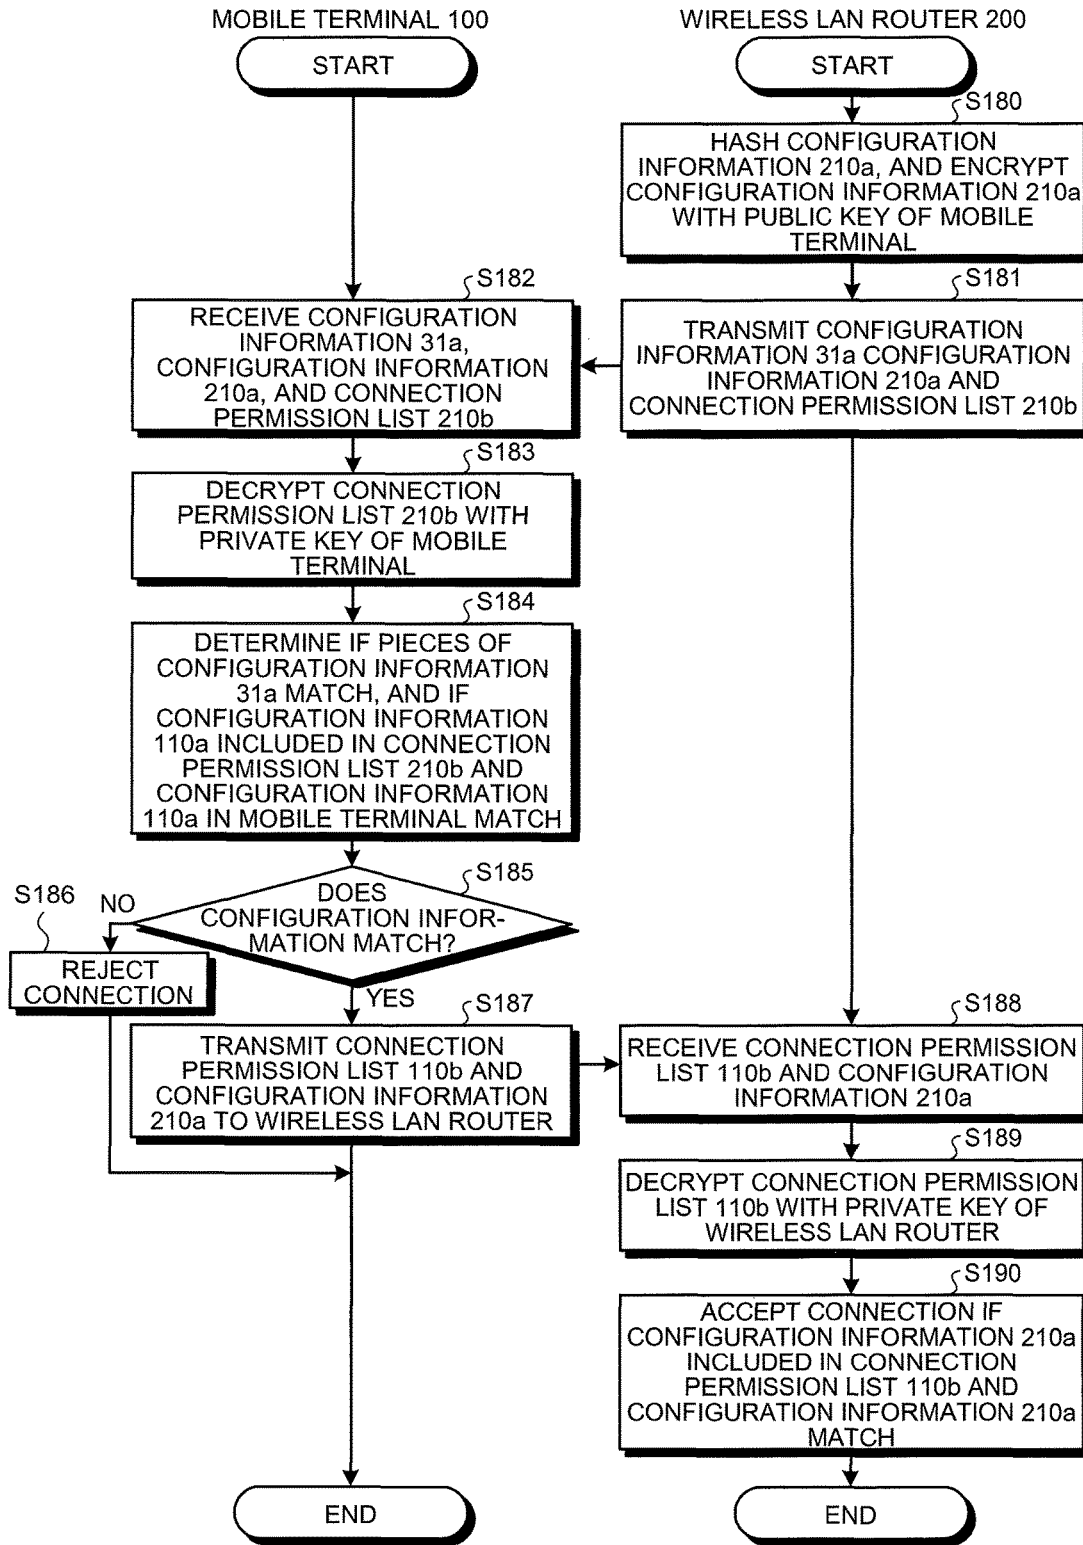 MOBILE TERMINAL 100
WIRELESS LAN ROUTER 200
START
START
S180
HASH CONFIGURATION
INFORMATION 210a, AND ENCRYPT
CONFIGURATION INFORMATION 210a
WITH PUBLIC KEY OF MOBILE
TERMINAL
S182
RECEIVE CONFIGURATION
INFORMATION 31a,
CONFIGURATION INFORMATION
210a, AND CONNECTION
PERMISSION LIST 210b
S181
TRANSMIT CONFIGURATION
INFORMATION 31a CONFIGURATION
INFORMATION 210a AND
CONNECTION PERMISSION LIST 210b
S183
DECRYPT CONNECTION
PERMISSION LIST 210b WITH
PRIVATE KEY OF MOBILE
TERMINAL
S184
DETERMINE IF PIECES OF
CONFIGURATION INFORMATION
31a MATCH, AND IF
CONFIGURATION INFORMATION
110a INCLUDED IN CONNECTION
PERMISSION LIST 210b AND
CONFIGURATION INFORMATION
110a IN MOBILE TERMINAL MATCH
S185
DOES
CONFIGURATION INFOR-
MATION MATCH?
NO
S186
REJECT
CONNECTION
YES
S187
TRANSMIT CONNECTION
PERMISSION LIST 110b AND
CONFIGURATION INFORMATION
210a TO WIRELESS LAN ROUTER
S188
RECEIVE CONNECTION PERMISSION
LIST 110b AND CONFIGURATION
INFORMATION 210a
S189
DECRYPT CONNECTION PERMISSION
LIST 110b WITH PRIVATE KEY OF
WIRELESS LAN ROUTER
S190
ACCEPT CONNECTION IF
CONFIGURATION INFORMATION 210a
INCLUDED IN CONNECTION
PERMISSION LIST 110b AND
CONFIGURATION INFORMATION 210a
MATCH
END
END